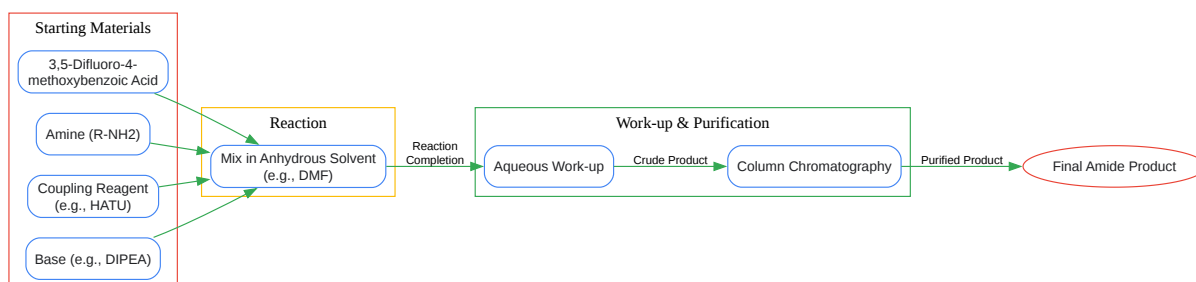 Starting Materials
3,5-Difluoro-4-
methoxybenzoic Acid
Amine (R-NH2)
Coupling Reagent
(e.g., HATU)
Base (e.g., DIPEA)
Reaction
Mix in Anhydrous Solvent
(e.g., DMF)
Reaction
Completion
Work-up & Purification
Aqueous Work-up
Crude Product
Column Chromatography
Purified Product
Final Amide Product